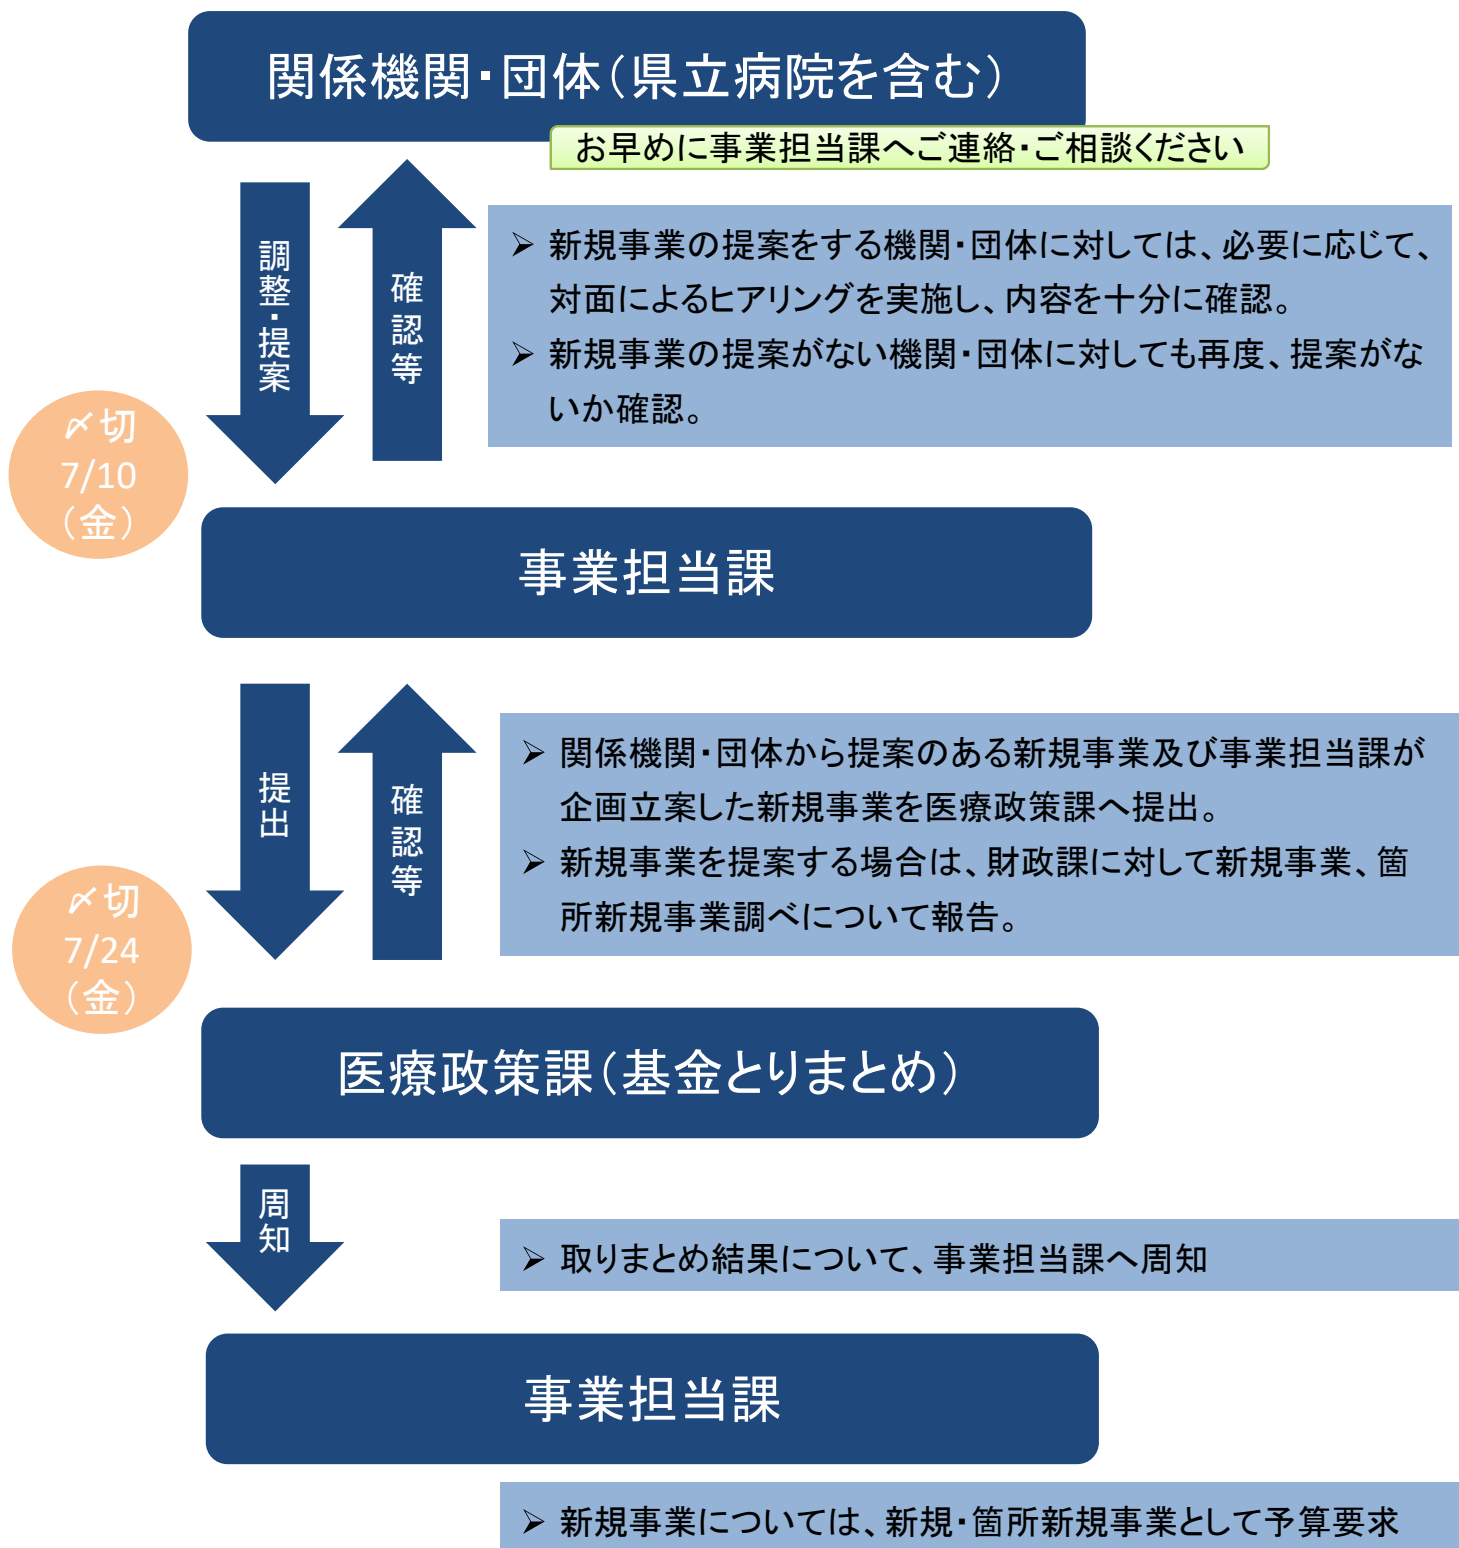 関係機関・団体（県立病院を含む）
お早めに事業担当課へご連絡・ご相談ください
調整・提案
確認等
➢ 新規事業の提案をする機関・団体に対しては、必要に応じて、
対面によるヒアリングを実施し、内容を十分に確認。
➢ 新規事業の提案がない機関・団体に対しても再度、提案がな
いか確認。
〆切
7/10
（金）
事業担当課
提出
確認等
➢ 関係機関・団体から提案のある新規事業及び事業担当課が
企画立案した新規事業を医療政策課へ提出。
➢ 新規事業を提案する場合は、財政課に対して新規事業、箇
所新規事業調べについて報告。
〆切
7/24
（金）
医療政策課（基金とりまとめ）
周知
➢ 取りまとめ結果について、事業担当課へ周知
事業担当課
➢ 新規事業については、新規・箇所新規事業として予算要求